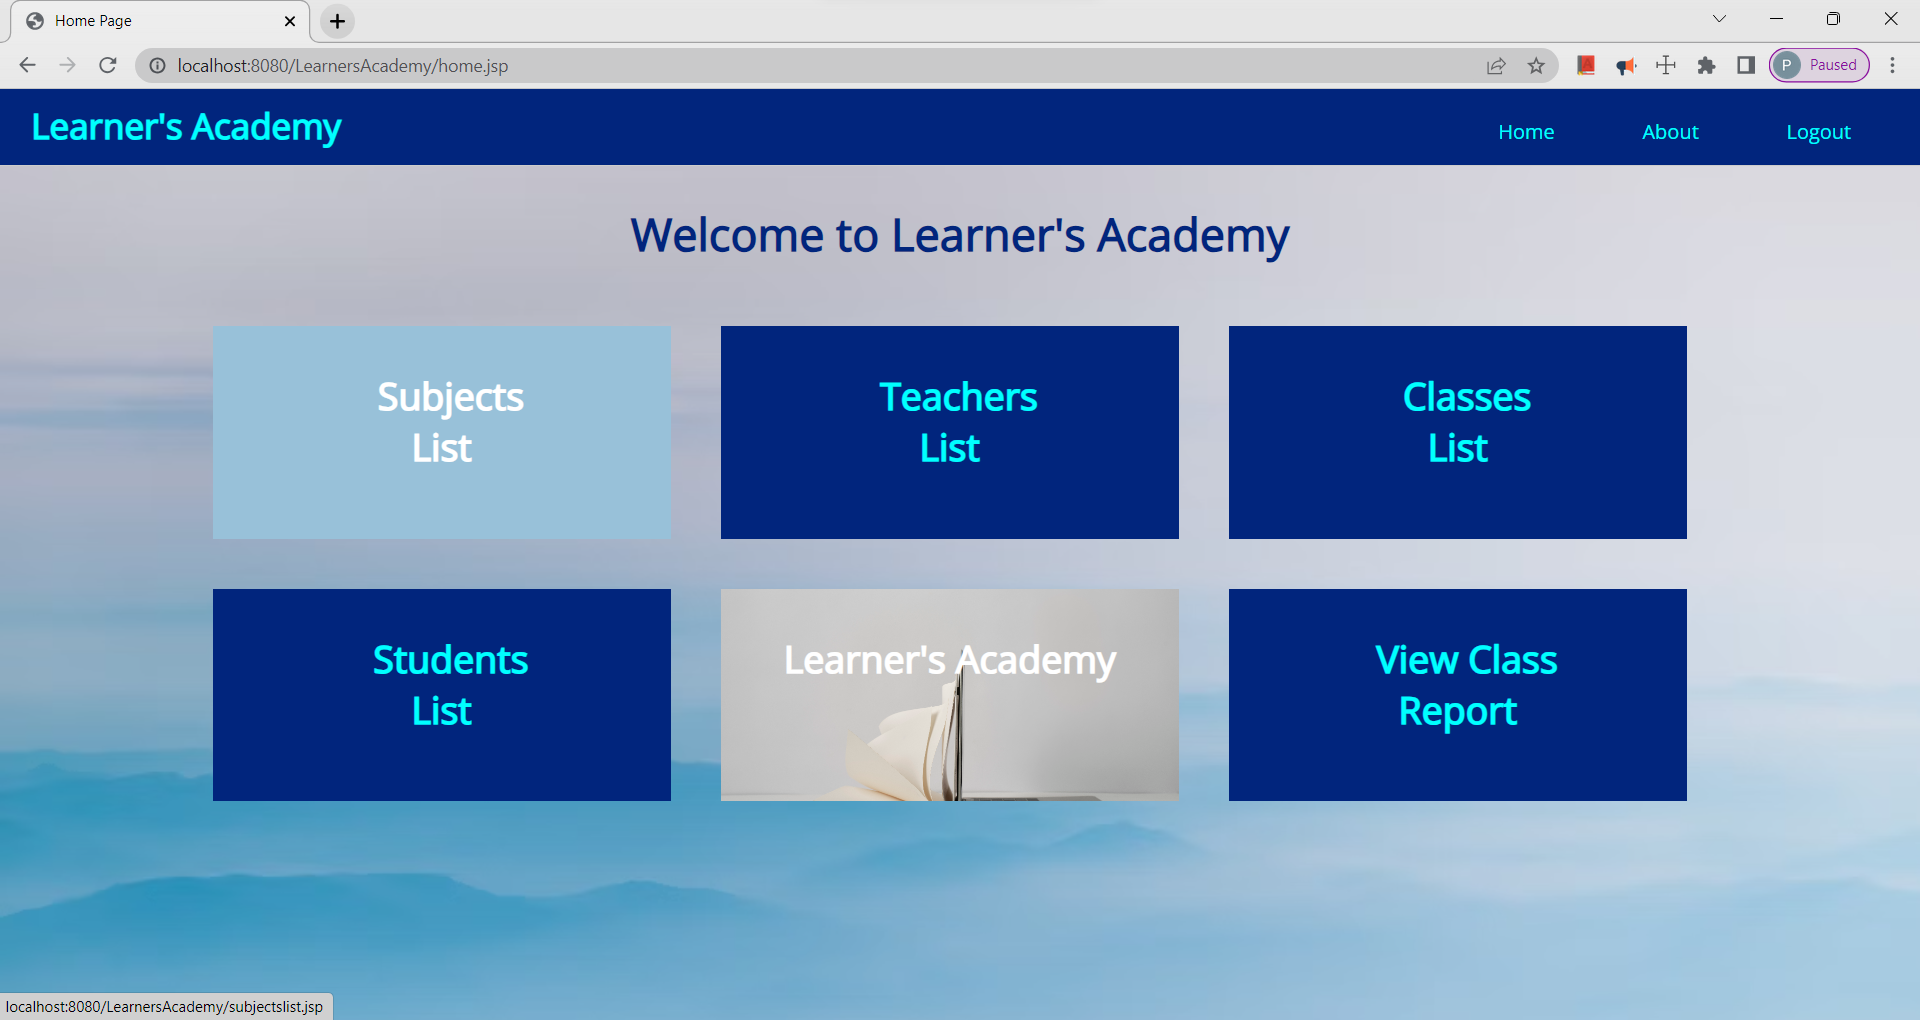 Home Page
localhost:8080/LearnersAcademy/home.jsp
P Paused
Learner's Academy
Home About Logout
Welcome to Learner's Academy
Subjects
List
Teachers
List
Classes
List
Students
List
Learner's Academy
View Class
Report
localhost:8080/LearnersAcademy/subjectslist.jsp